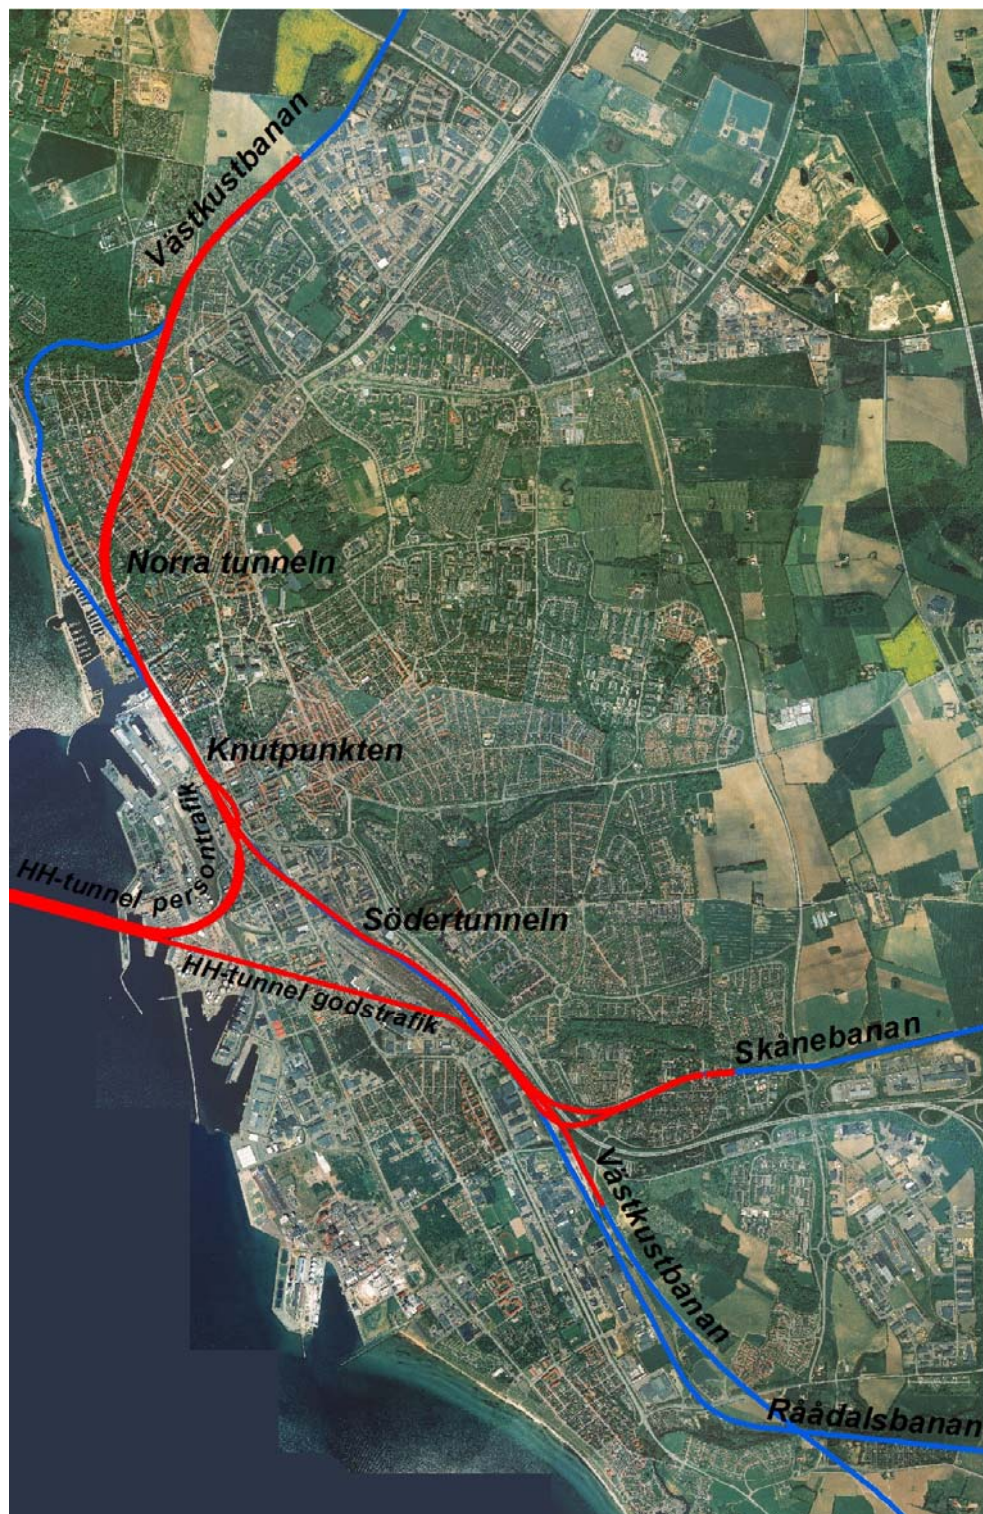 Västkustbanan
Norra tunneln
Knutpunkten
HH-tunnel persontrafik
Södertunneln
HH-tunnel godstrafik
Skånebanan
Västkustbanan
Råådalsbanan